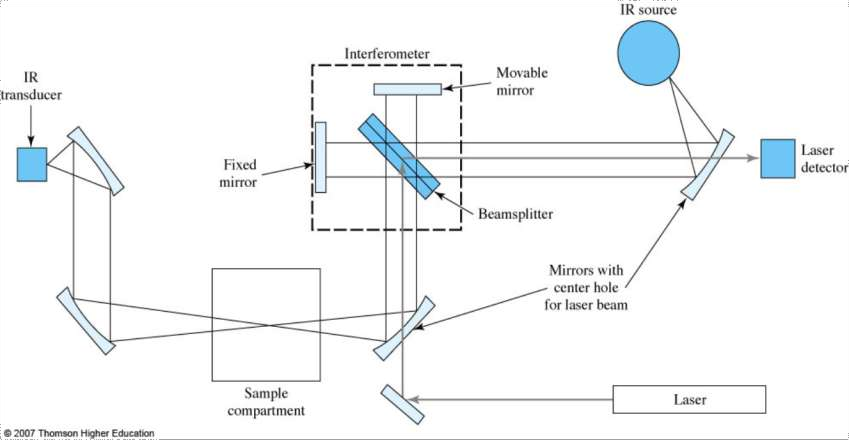 IR source
Interferometer
Movable
mirror
IR
transducer
Laser
detector
Fixed
mirror
Beamsplitter
Mirrors with
center hole
for laser beam
Sample
compartment
Laser
© 2007 Thomson Higher Education